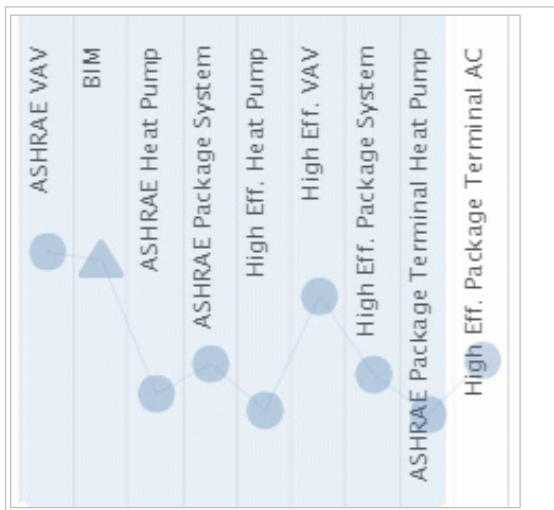 ASHRAE VAV
BIM
ASHRAE Heat Pump
ASHRAE Package System
High Eff. Heat Pump
High Eff. VAV
High Eff. Package System
ASHRAE Package Terminal Heat Pump
High Eff. Package Terminal AC